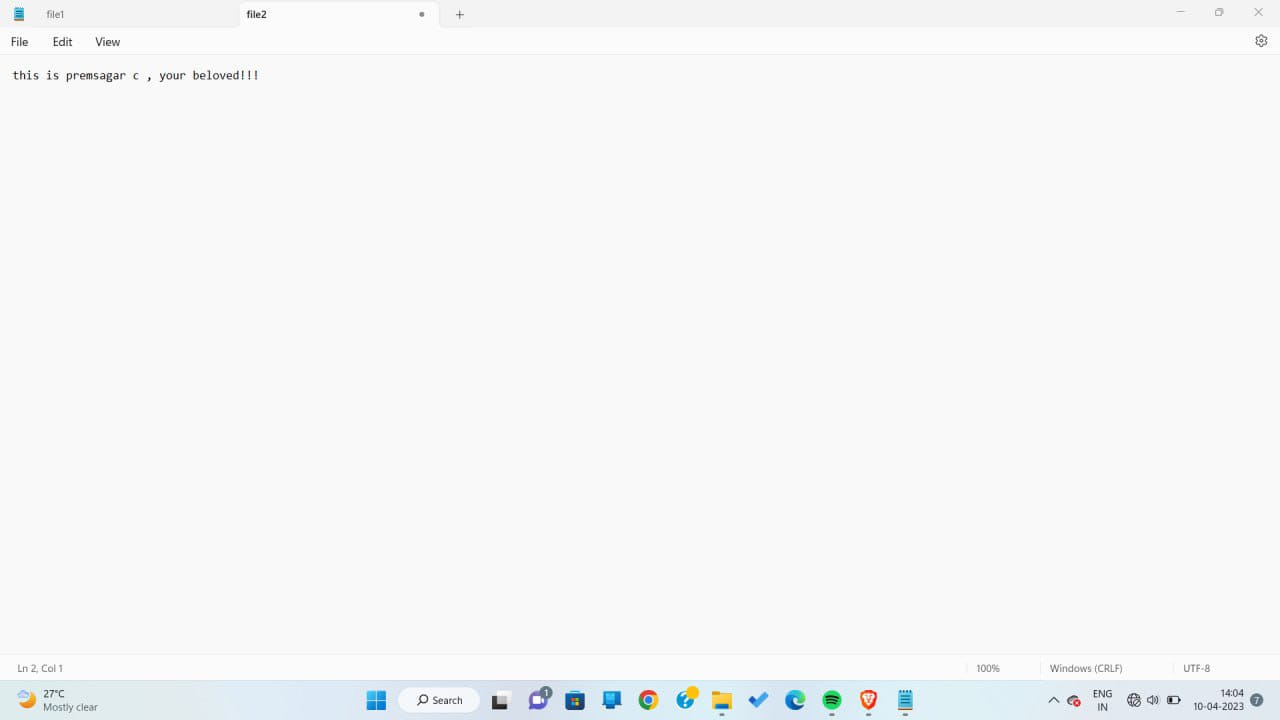 file1
file2
File Edit View
this is premsagar c , your beloved!!!
Ln 2, Col 1 100% Windows (CRLF) UTF-8
27°C
Mostly clear
Search
1
ENG
IN
14:04
10-04-2023
7